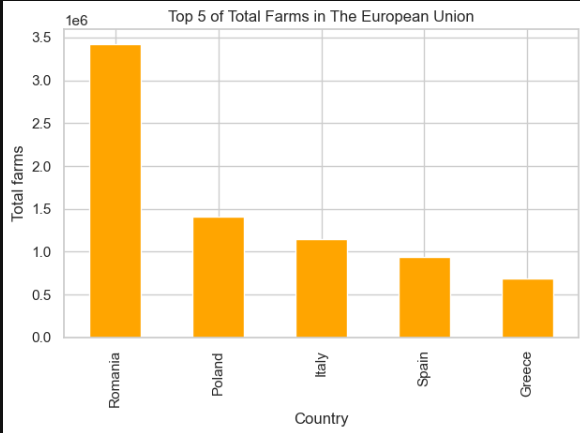 Top 5 of Total Farms in The European Union
1e6
3.5
3.0
2.5
2.0
1.5
1.0
0.5
0.0
Total farms
Romania
Poland
Italy
Spain
Greece
Country